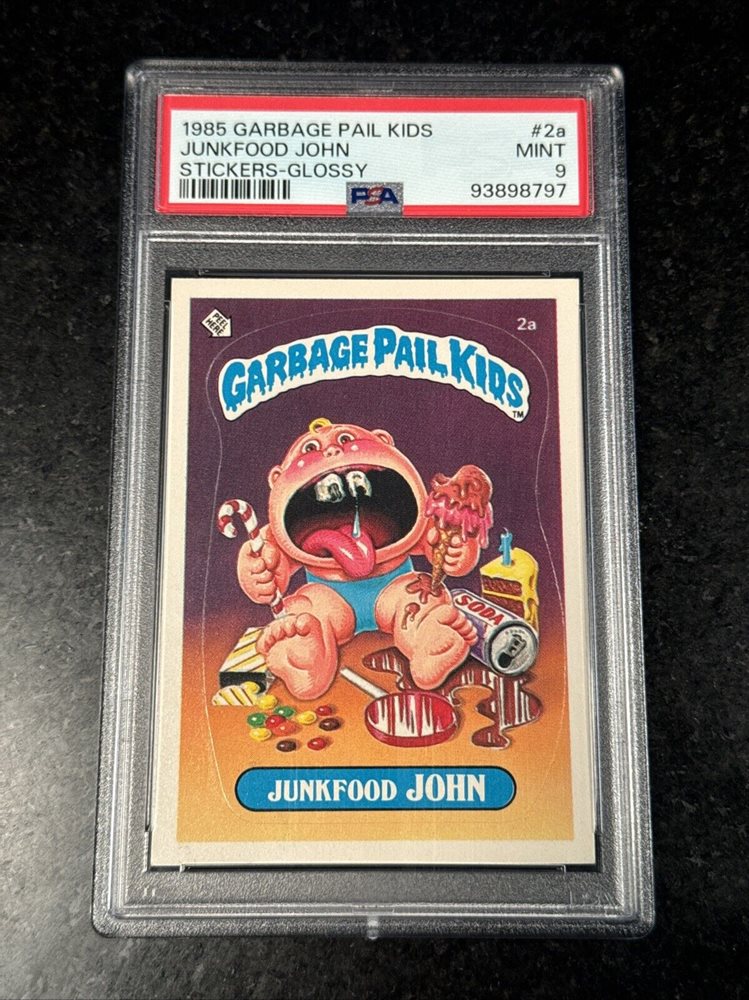 1985 GARBAGE PAIL KIDS #2a
JUNKFOOD JOHN MINT
STICKERS-GLOSSY 9
PSA 93898797
PEEL HERE
2a
GARBAGE PAIL KIDS
TM
1
SODA
JUNKFOOD JOHN